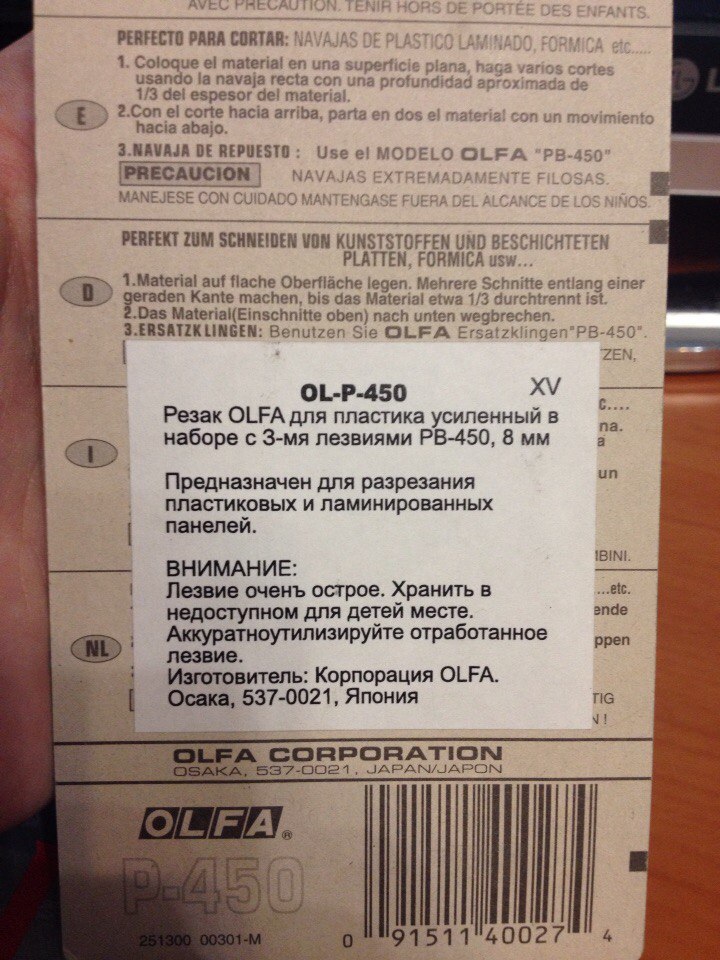 AVEC PRECAUTION. TENIR HORS DE PORTÉE DES ENFANTS.
PERFECTO PARA CORTAR: NAVAJAS DE PLASTICO LAMINADO, FORMICA etc.....
E
1. Coloque el material en una superficie plana, haga varios cortes
usando la navaja recta con una profundidad aproximada de
1/3 del espesor del material.
2.Con el corte hacia arriba, parta en dos el material con un movimiento
hacia abajo.
3.NAVAJA DE REPUESTO : Use el MODELO OLFA "PB-450"
PRECAUCION NAVAJAS EXTREMADAMENTE FILOSAS.
MANEJESE CON CUIDADO MANTENGASE FUERA DEL ALCANCE DE LOS NIÑOS.
PERFEKT ZUM SCHNEIDEN VON KUNSTSTOFFEN UND BESCHICHTETEN
PLATTEN, FORMICA usw...
D
1.Material auf flache Oberfläche legen. Mehrere Schnitte entlang einer
geraden Kante machen, bis das Material etwa 1/3 durchtrennt ist.
2.Das Material(Einschnitte oben) nach unten wegbrechen.
3.ERSATZKLINGEN: Benutzen Sie OLFA Ersatzklingen"PB-450".
ZEN,
I
c....
na.
a
un
MBINI.
NL
...etc.
ende
ppen
TIG
N !
OL-P-450 XV
Резак OLFA для пластика усиленный в
наборе с 3-мя лезвиями PB-450, 8 мм
Предназначен для разрезания
пластиковых и ламинированных
панелей.
ВНИМАНИЕ:
Лезвие оченъ острое. Хранить в
недоступном для детей месте.
Аккуратноутилизируйте отработанное
лезвие.
Изготовитель: Корпорация OLFA.
Осака, 537-0021, Япония
OLFA CORPORATION
OSAKA, 537-0021, JAPAN/JAPON
OLFA®
P-450
251300 00301-M
0 91511 40027 4